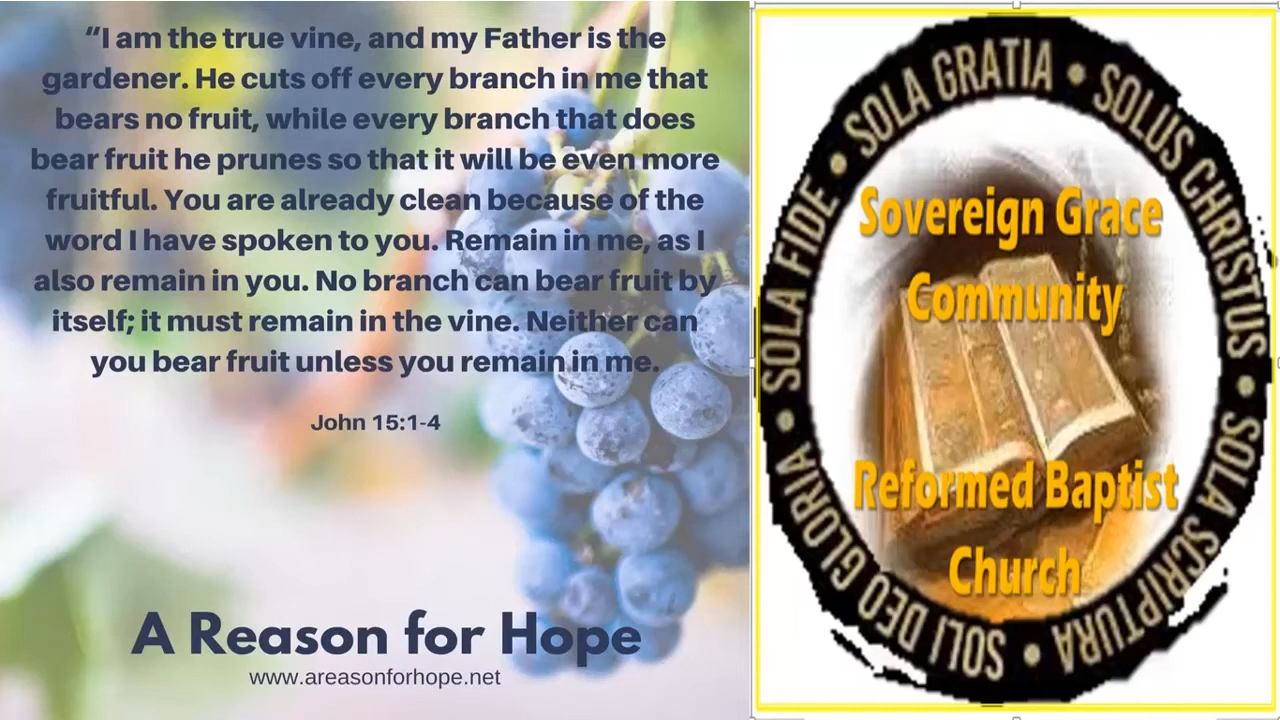 “I am the true vine, and my Father is the
gardener. He cuts off every branch in me that
bears no fruit, while every branch that does
bear fruit he prunes so that it will be even more
fruitful. You are already clean because of the
word I have spoken to you. Remain in me, as I
also remain in you. No branch can bear fruit by
itself; it must remain in the vine. Neither can
you bear fruit unless you remain in me.
John 15:1-4
A Reason for Hope
www.areasonforhope.net
SOLA FIDE • SOLA GRATIA • SOLUS CHRISTUS • SOLA SCRIPTURA • SOLI DEO GLORIA •
Sovereign Grace
Community
Reformed Baptist
Church